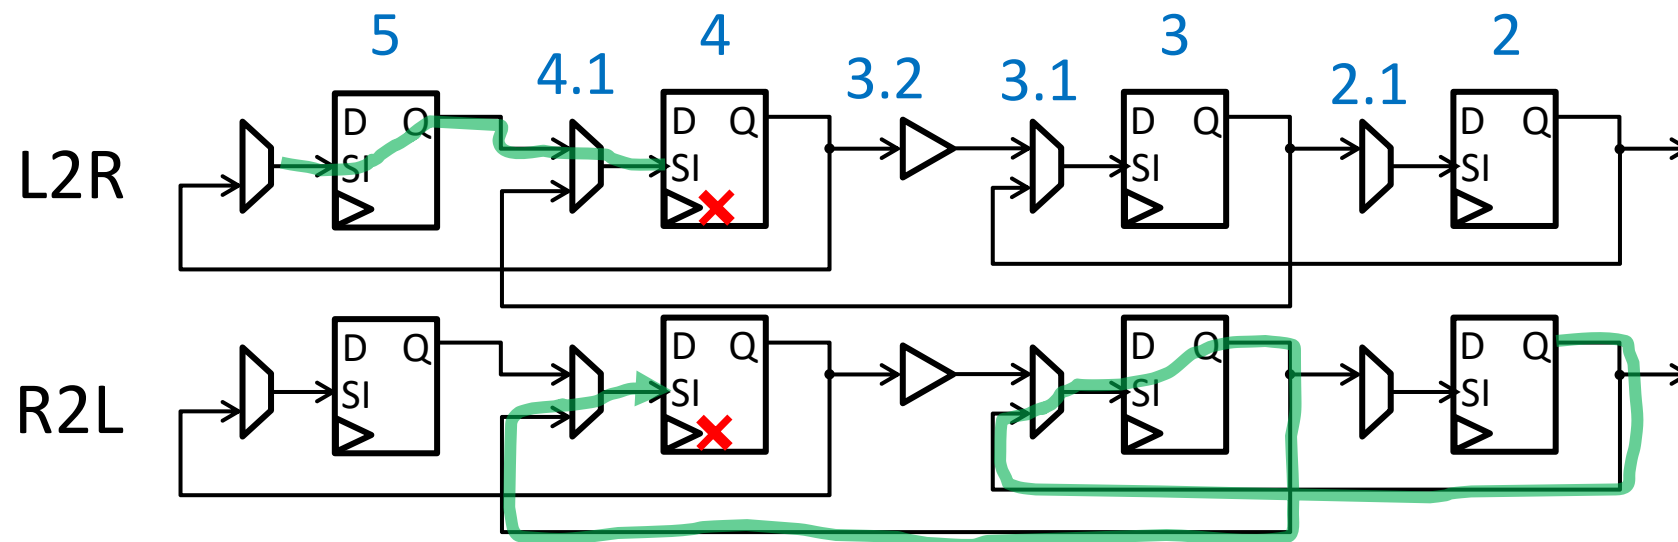 5 4 3 2
4.1 3.2 3.1 2.1
L2R
D Q D Q D Q D Q
SI SI SI SI
R2L
D Q D Q D Q D Q
SI SI SI SI